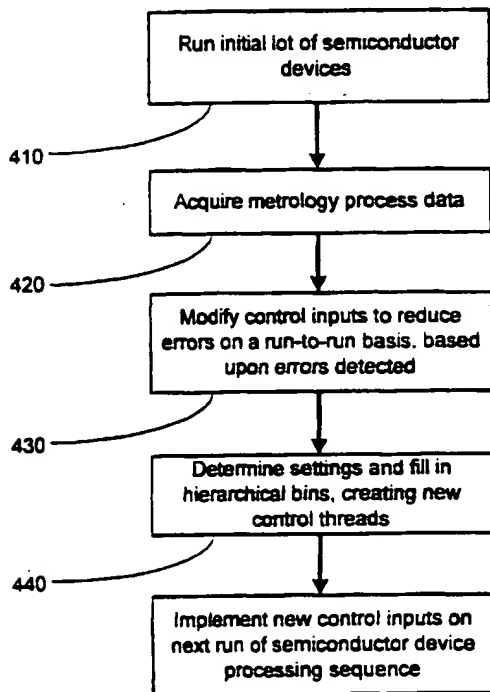 Run initial lot of semiconductor
devices
410
Acquire metrology process data
420
Modify control inputs to reduce
errors on a run-to-run basis, based
upon errors detected
430
Determine settings and fill in
hierarchical bins, creating new
control threads
440
Implement new control inputs on
next run of semiconductor device
processing sequence